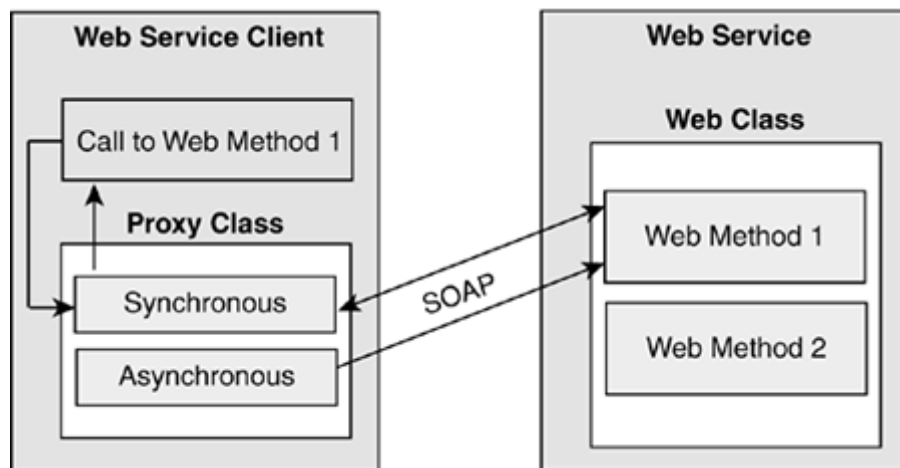 Web Service Client
Call to Web Method 1
Proxy Class
Synchronous
Asynchronous
SOAP
Web Service
Web Class
Web Method 1
Web Method 2